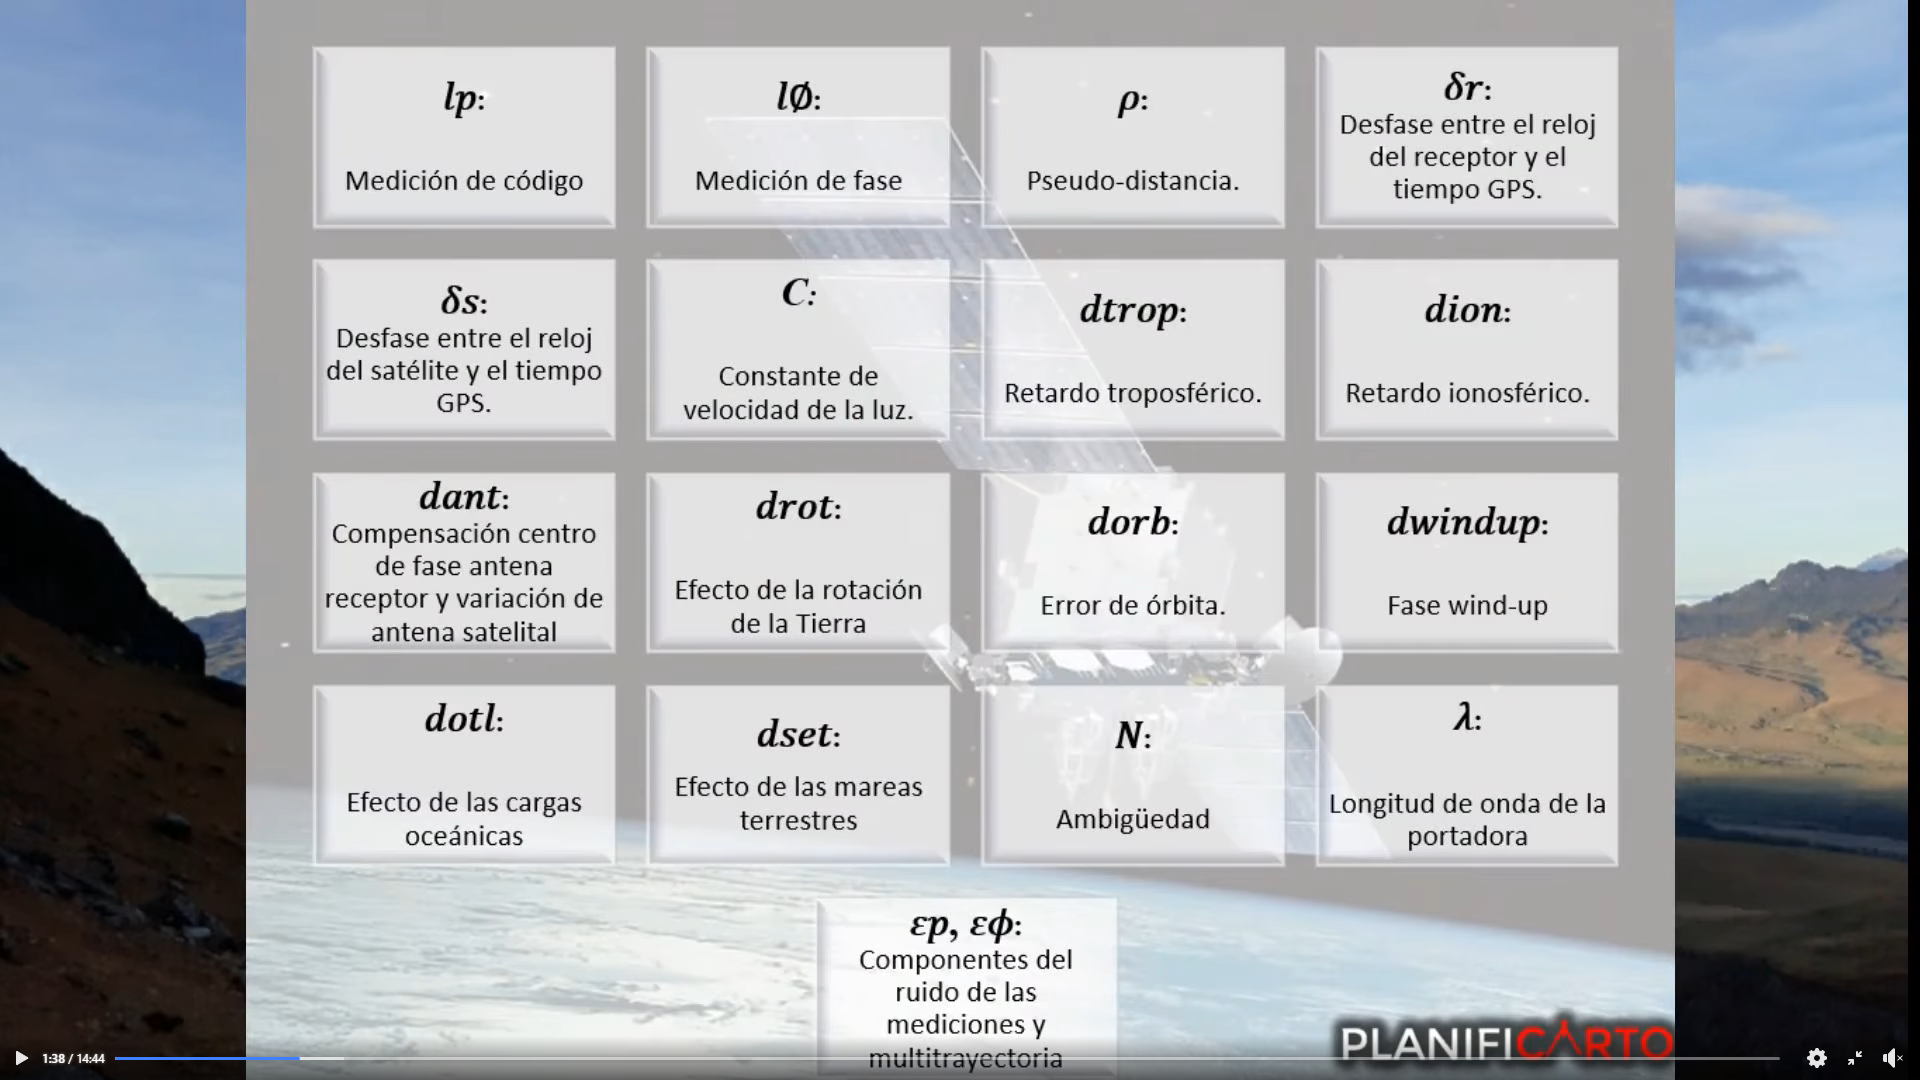 lp:
Medición de código
lØ:
Medición de fase
ρ:
Pseudo-distancia.
δr:
Desfase entre el reloj
del receptor y el
tiempo GPS.
δs:
Desfase entre el reloj
del satélite y el tiempo
GPS.
C:
Constante de
velocidad de la luz.
dtrop:
Retardo troposférico.
dion:
Retardo ionosférico.
dant:
Compensación centro
de fase antena
receptor y variación de
antena satelital
drot:
Efecto de la rotación
de la Tierra
dorb:
Error de órbita.
dwindup:
Fase wind-up
dotl:
Efecto de las cargas
oceánicas
dset:
Efecto de las mareas
terrestres
N:
Ambigüedad
λ:
Longitud de onda de la
portadora
εp, εϕ:
Componentes del
ruido de las
mediciones y
multitrayectoria
PLANIFICARTO
1:38 / 14:44